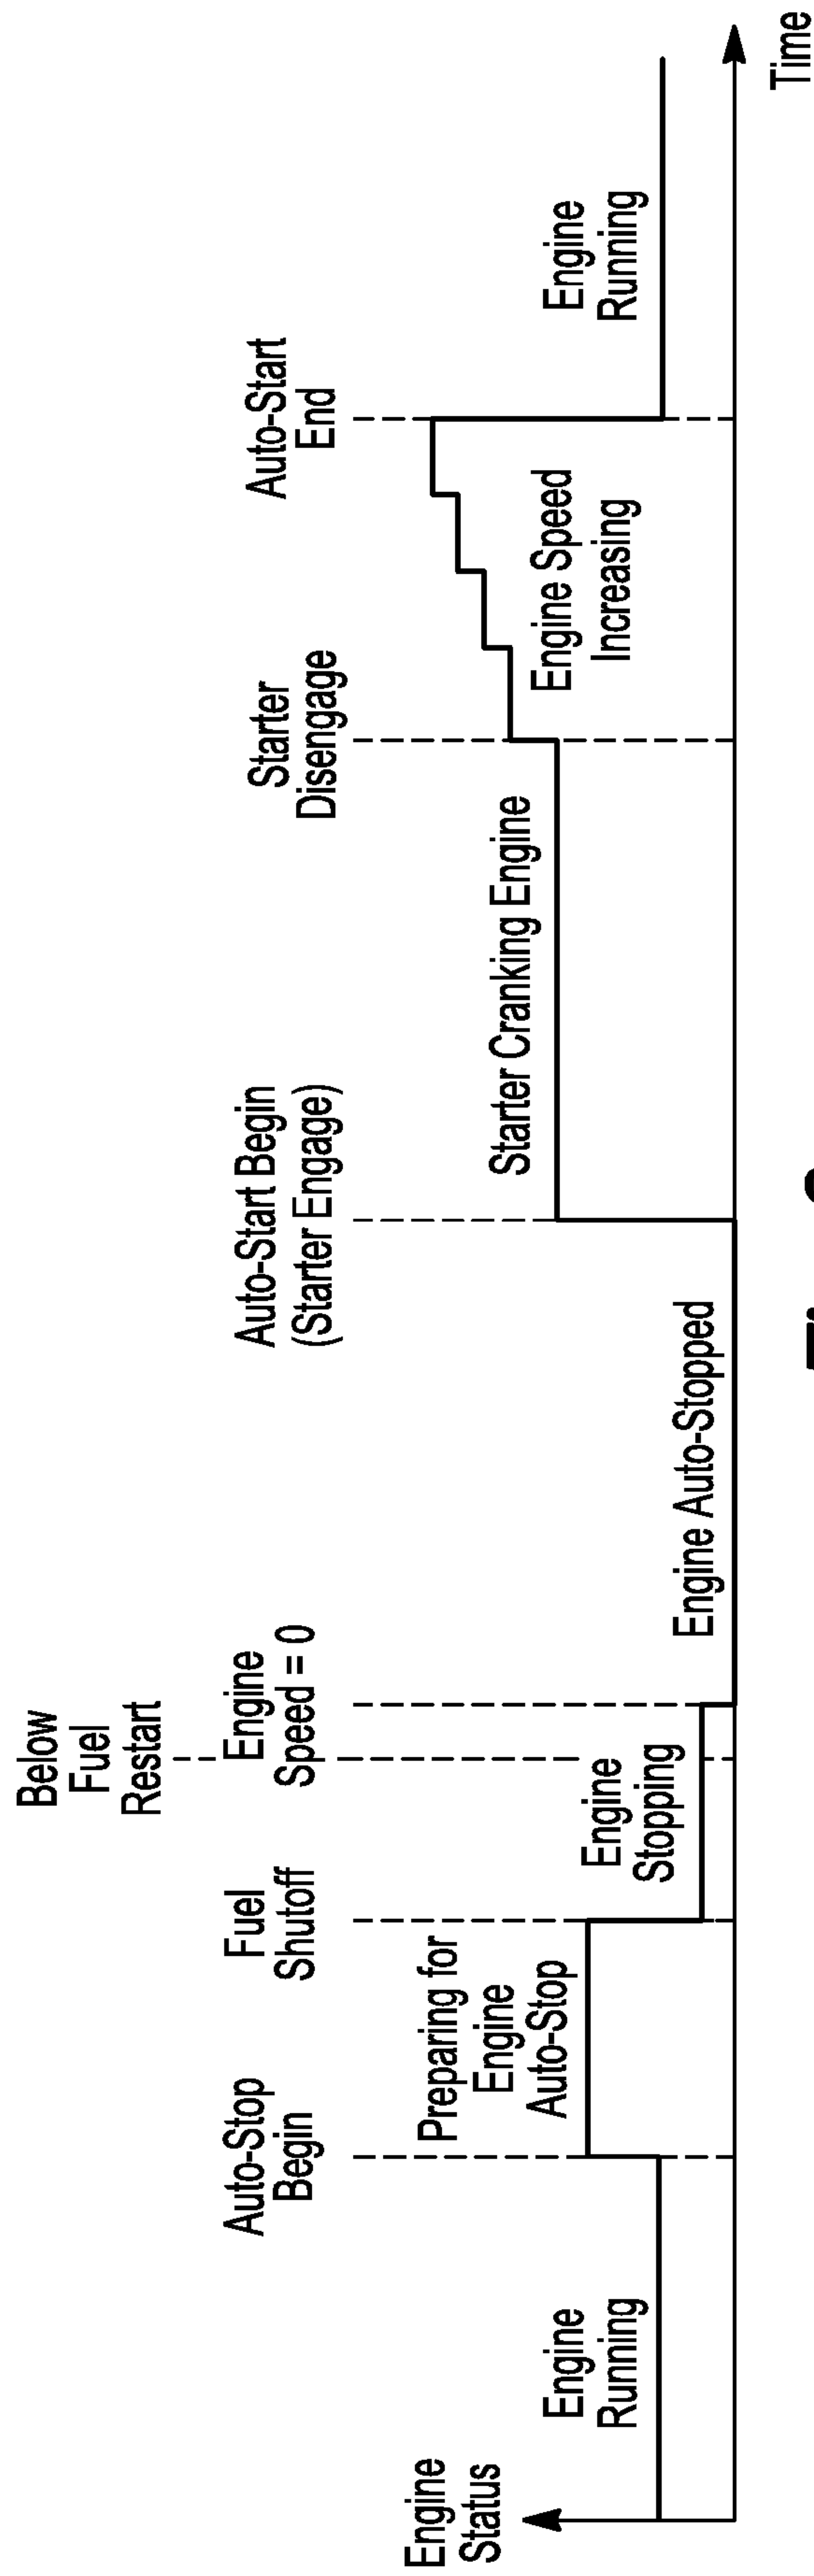 Engine
Status
Engine
Running
Auto-Stop
Begin
Preparing for
Engine
Auto-Stop
Fuel
Shutoff
Engine
Stopping
Below
Fuel
Restart
Engine
Speed = 0
Engine Auto-Stopped
Auto-Start Begin
(Starter Engage)
Starter Cranking Engine
Starter
Disengage
Engine Speed
Increasing
Auto-Start
End
Engine
Running
Time